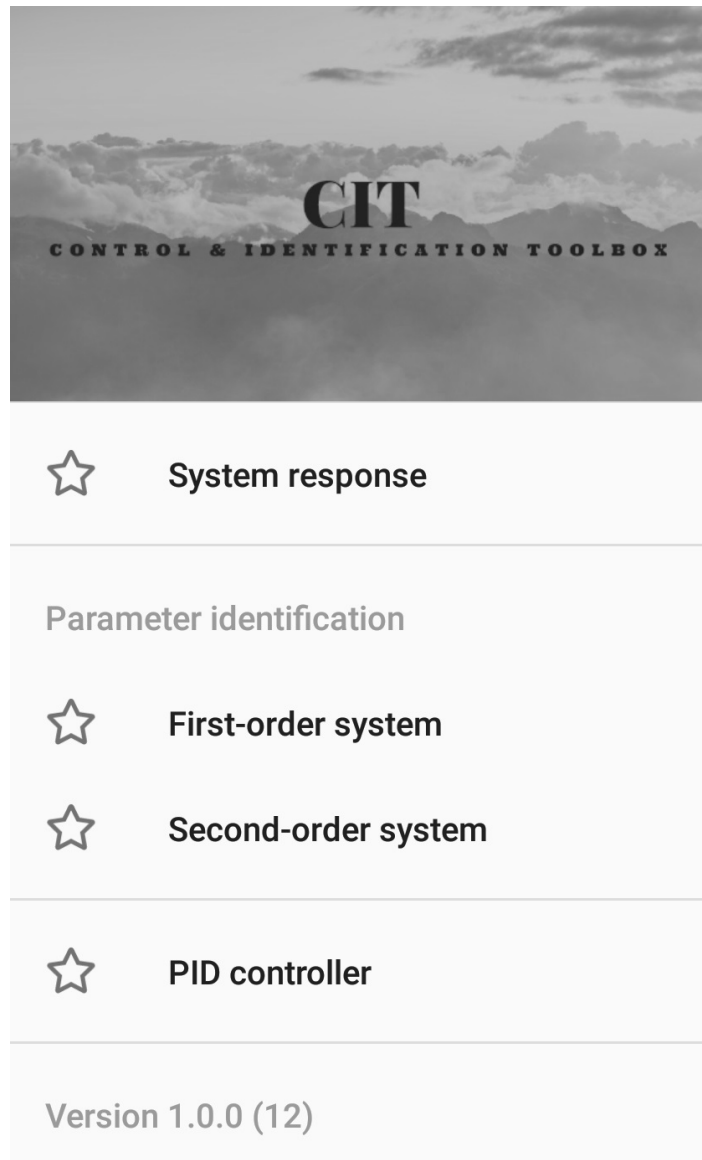 CIT
CONTROL & IDENTIFICATION TOOLBOX
System response
Parameter identification
First-order system
Second-order system
PID controller
Version 1.0.0 (12)